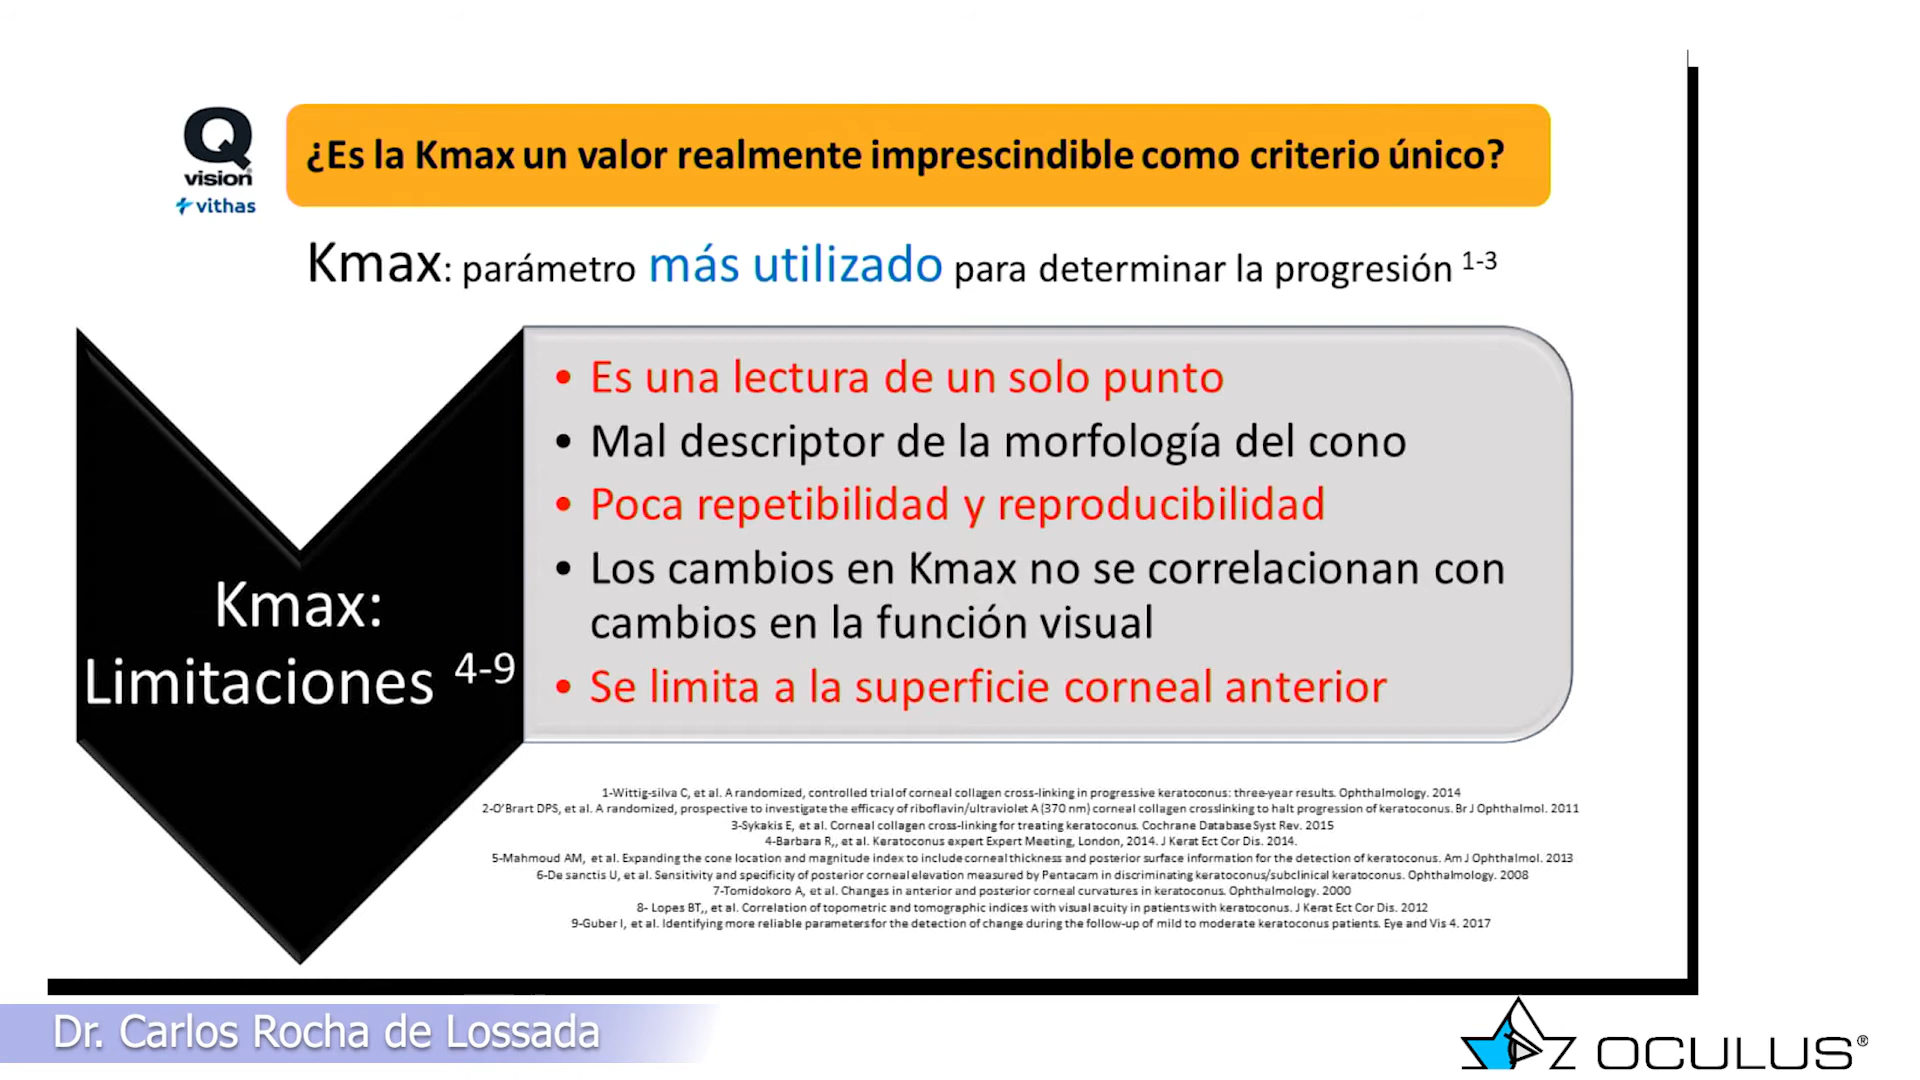 Q
vision
vithas
¿Es la Kmax un valor realmente imprescindible como criterio único?
Kmax: parámetro más utilizado para determinar la progresión 1-3
Kmax:
Limitaciones 4-9
• Es una lectura de un solo punto
• Mal descriptor de la morfología del cono
• Poca repetibilidad y reproducibilidad
• Los cambios en Kmax no se correlacionan con
cambios en la función visual
• Se limita a la superficie corneal anterior
1-Wittig-silva C, et al. A randomized, controlled trial of corneal collagen cross-linking in progressive keratoconus: three-year results. Ophthalmology. 2014
2-O'Brart DPS, et al. A randomized, prospective to investigate the efficacy of riboflavin/ultraviolet A (370 nm) corneal collagen crosslinking to halt progression of keratoconus. Br J Ophthalmol. 2011
3-Sykakis E, et al. Corneal collagen cross-linking for treating keratoconus. Cochrane Database Syst Rev. 2015
4-Barbara R,, et al. Keratoconus expert Expert Meeting, London, 2014. J Kerat Ect Cor Dis. 2014.
5-Mahmoud AM, et al. Expanding the cone location and magnitude index to include corneal thickness and posterior surface information for the detection of keratoconus. Am J Ophthalmol. 2013
6-De sanctis U, et al. Sensitivity and specificity of posterior corneal elevation measured by Pentacam in discriminating keratoconus/subclinical keratoconus. Ophthalmology. 2008
7-Tomidokoro A, et al. Changes in anterior and posterior corneal curvatures in keratoconus. Ophthalmology. 2000
8- Lopes BT,, et al. Correlation of topometric and tomographic indices with visual acuity in patients with keratoconus. J Kerat Ect Cor Dis. 2012
9-Guber I, et al. Identifying more reliable parameters for the detection of change during the follow-up of mild to moderate keratoconus patients. Eye and Vis 4. 2017
Dr. Carlos Rocha de Lossada
OCULUS®